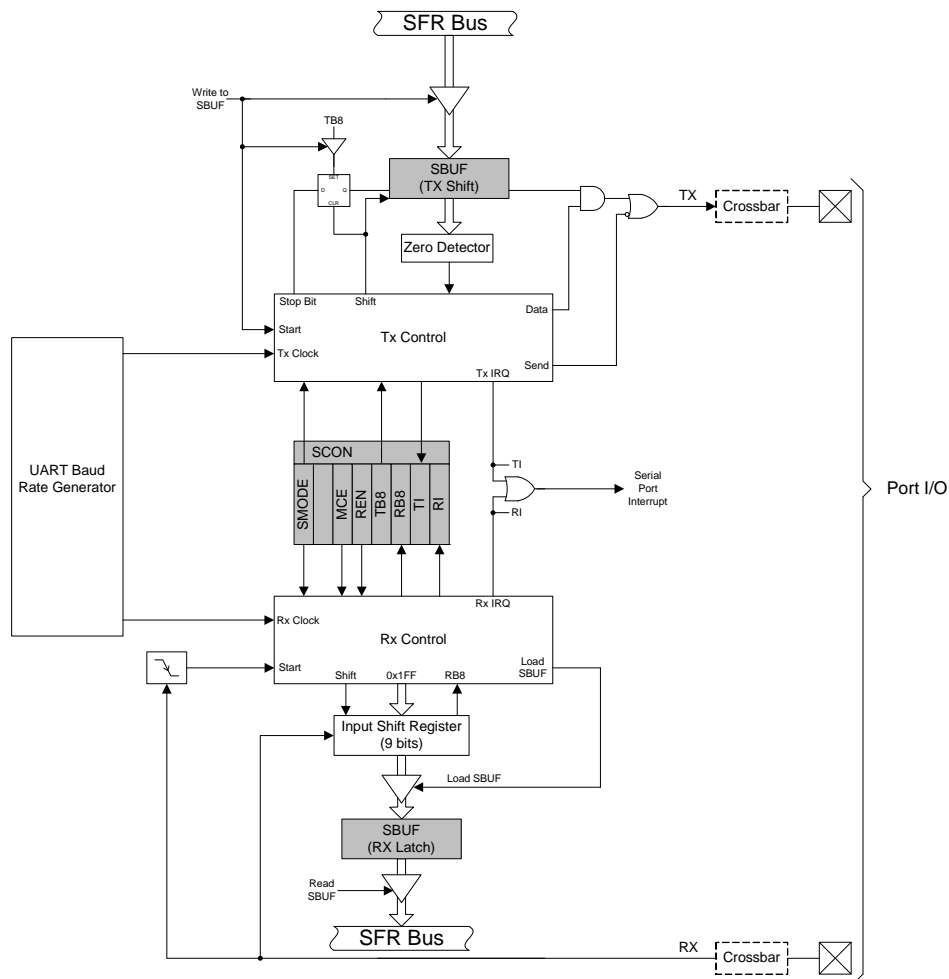 SFR Bus
Write to
SBUF
TB8
SET
D
Q
CLR
SBUF
(TX Shift)
TX
Crossbar
Zero Detector
Stop Bit
Shift
Data
Start
Tx Control
Tx Clock
Send
Tx IRQ
UART Baud
Rate Generator
SCON
SMODE
MCE
REN
TB8
RB8
TI
RI
TI
RI
Serial
Port
Interrupt
Port I/O
Rx IRQ
Rx Clock
Rx Control
Start
Load
SBUF
Shift
0x1FF
RB8
Input Shift Register
(9 bits)
Load SBUF
SBUF
(RX Latch)
Read
SBUF
SFR Bus
RX
Crossbar